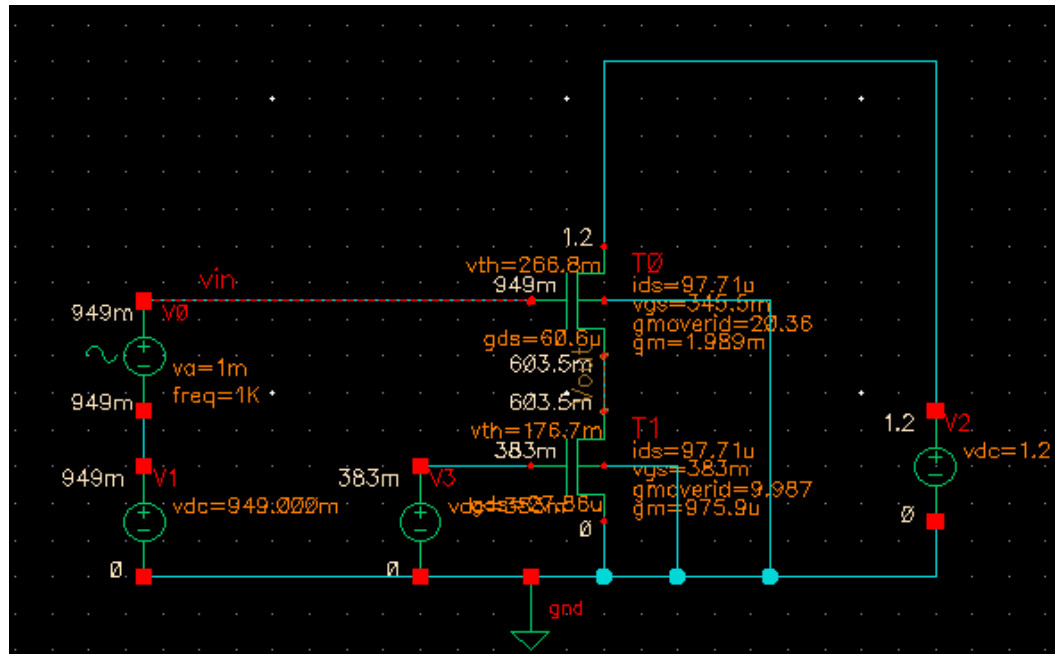 1.2
vth=266.8m
T0
vin
949m
ids=97.71u
949m
V0
vgs=345.5m
gmoverid=20.36
gds=60.6u
gm=1.989m
603.5m
va=1m
freq=1K
Vout
949m
603.5m
vth=176.7m
T1
1.2
V2
383m
ids=97.71u
vdc=1.2
949m
V1
383m
V3
vgs=383m
gmoverid=9.987
vdc=949.000m
gm=975.9u
0
0
0
0
gnd